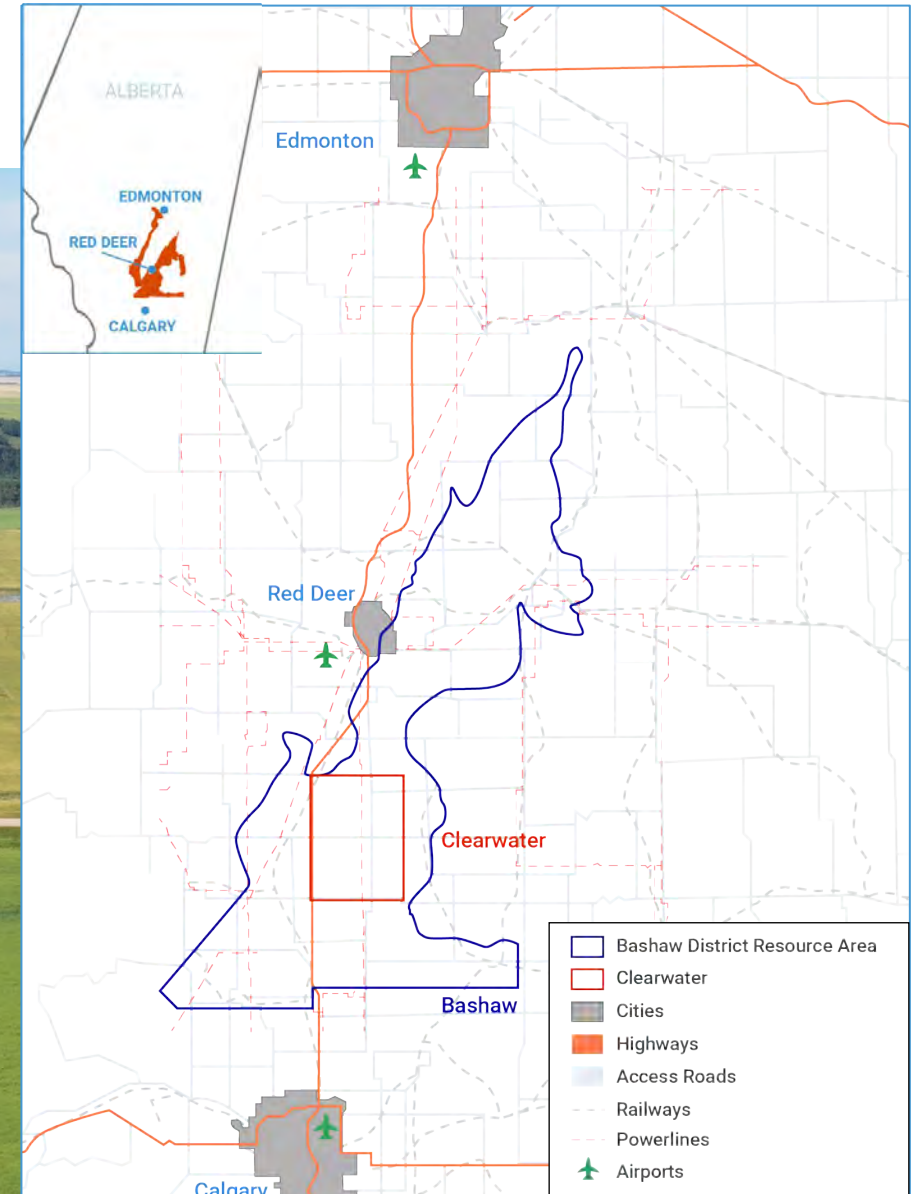 ALBERTA
EDMONTON
RED DEER
CALGARY
Edmonton
Red Deer
Clearwater
Bashaw
Calgary
Bashaw District Resource Area
Clearwater
Cities
Highways
Access Roads
Railways
Powerlines
Airports